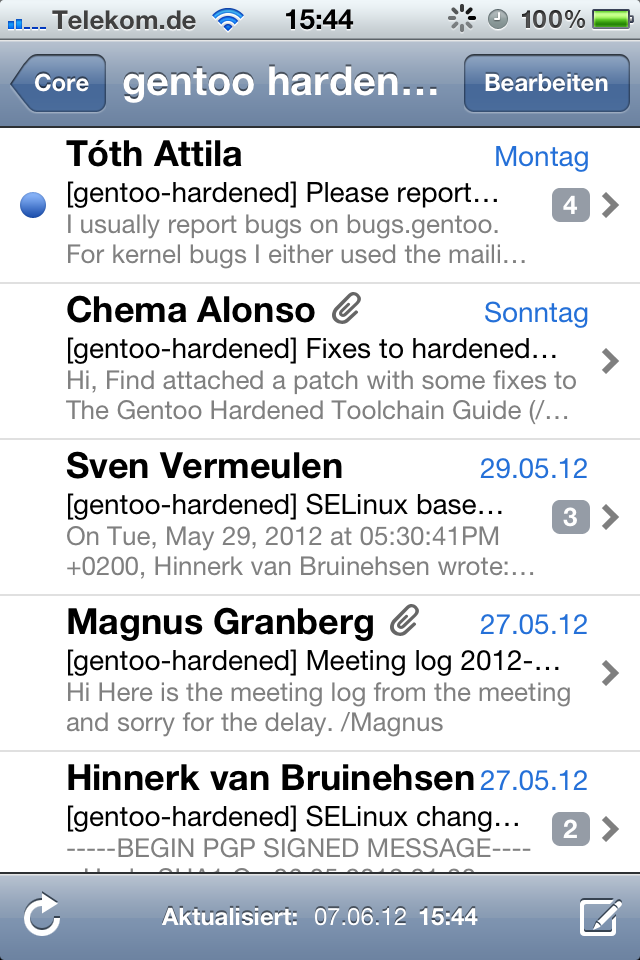 Telekom.de 15:44 100%
Core gentoo harden... Bearbeiten
Tóth Attila Montag
[gentoo-hardened] Please report...
4
I usually report bugs on bugs.gentoo.
For kernel bugs I either used the maili...
Chema Alonso Sonntag
[gentoo-hardened] Fixes to hardened...
Hi, Find attached a patch with some fixes to
The Gentoo Hardened Toolchain Guide (/...
Sven Vermeulen 29.05.12
[gentoo-hardened] SELinux base...
3
On Tue, May 29, 2012 at 05:30:41PM
+0200, Hinnerk van Bruinehsen wrote:...
Magnus Granberg 27.05.12
[gentoo-hardened] Meeting log 2012-...
Hi Here is the meeting log from the meeting
and sorry for the delay. /Magnus
Hinnerk van Bruinehsen 27.05.12
[gentoo-hardened] SELinux chang...
2
-----BEGIN PGP SIGNED MESSAGE----
Aktualisiert: 07.06.12 15:44